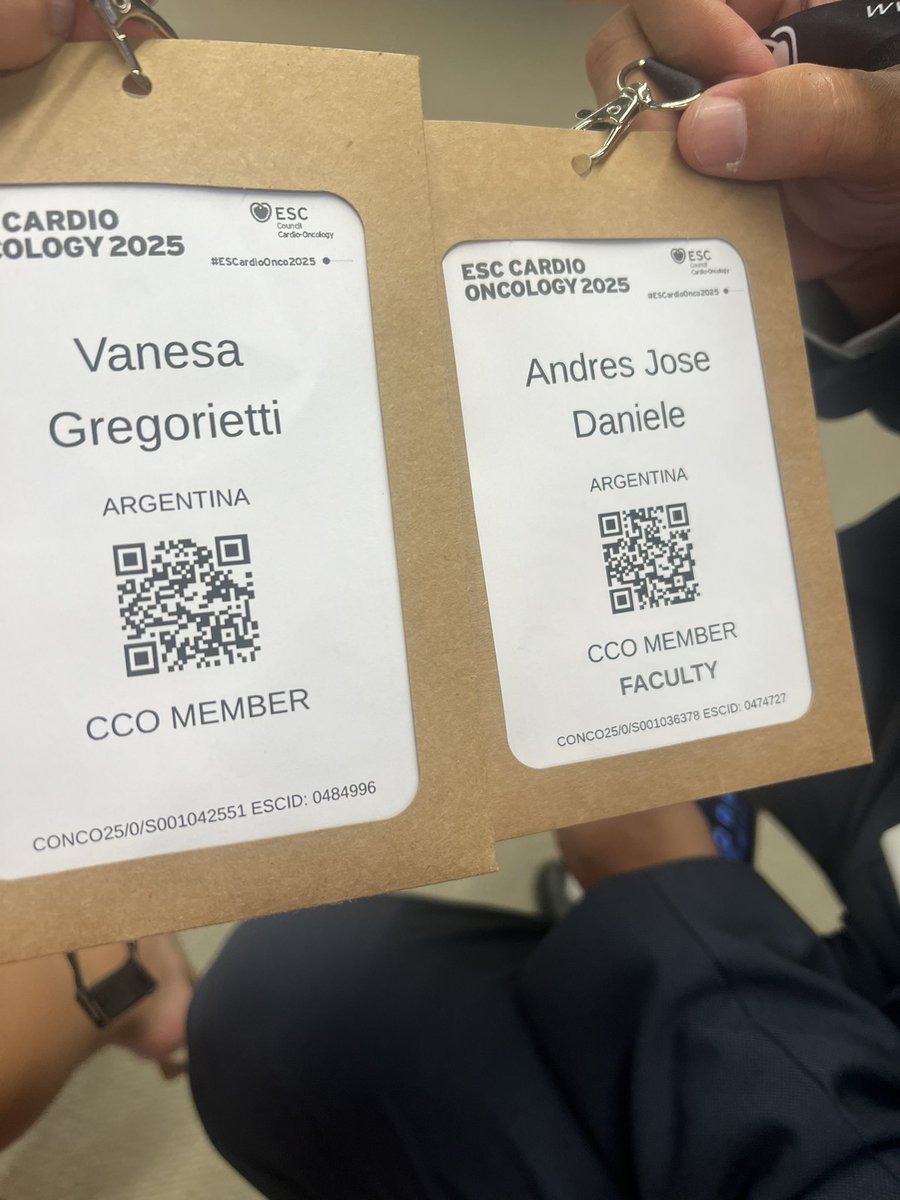 CARDIO
COLOGY 2025
ESC
Council
Cardio-Oncology
#ESCardioOnco2025
Vanesa
Gregorietti
ARGENTINA
CCO MEMBER
CONCO25/0/S001042551 ESCID: 0484996
ESC CARDIO
ONCOLOGY 2025
ESC
Council
Cardio-Oncology
#ESCardioOnco2025
Andres Jose
Daniele
ARGENTINA
CCO MEMBER
FACULTY
CONCO25/0/S001036378 ESCID: 0474727